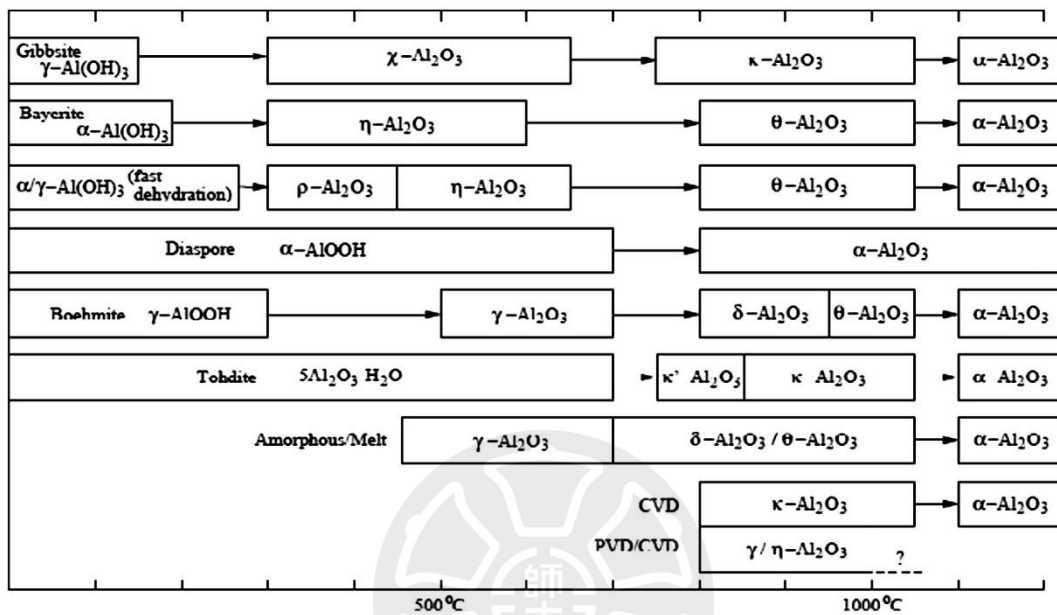 Gibbsite
γ-Al(OH)₃
χ-Al₂O₃
κ-Al₂O₃
α-Al₂O₃
Bayerite
α-Al(OH)₃
η-Al₂O₃
θ-Al₂O₃
α-Al₂O₃
α/γ-Al(OH)₃ (fast
dehydration)
ρ-Al₂O₃
η-Al₂O₃
θ-Al₂O₃
α-Al₂O₃
Diaspore α-AlOOH
α-Al₂O₃
Boehmite γ-AlOOH
γ-Al₂O₃
δ-Al₂O₃
θ-Al₂O₃
α-Al₂O₃
Tohdite 5Al₂O₃ H₂O
κ' Al₂O₃
κ Al₂O₃
α Al₂O₃
Amorphous/Melt
γ-Al₂O₃
δ-Al₂O₃ / θ-Al₂O₃
α-Al₂O₃
CVD
κ-Al₂O₃
α-Al₂O₃
PVD/CVD
γ/η-Al₂O₃
?
師
500°C
1000°C